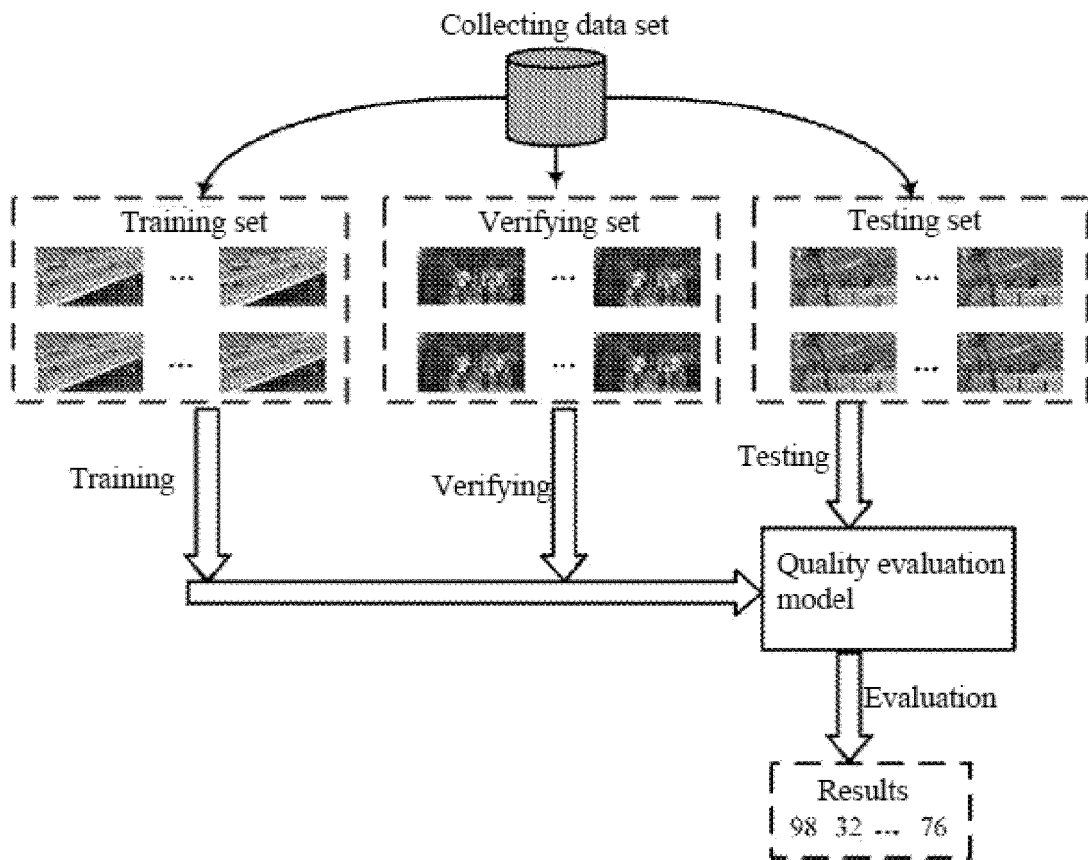 Collecting data set
Training set
Verifying set
Testing set
... ... ...
... ... ...
Training
Verifying
Testing
Quality evaluation
model
Evaluation
Results
98 32 ... 76